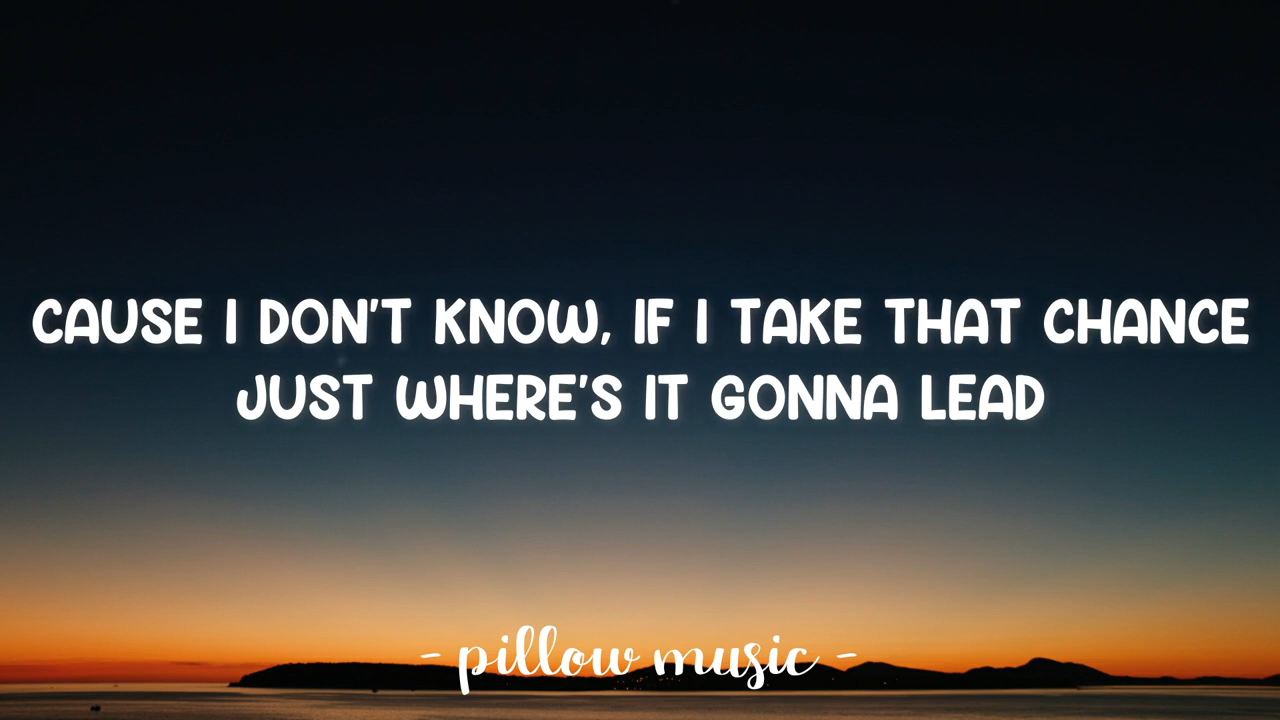 CAUSE I DON'T KNOW, IF I TAKE THAT CHANCE
JUST WHERE'S IT GONNA LEAD
- pillow music -